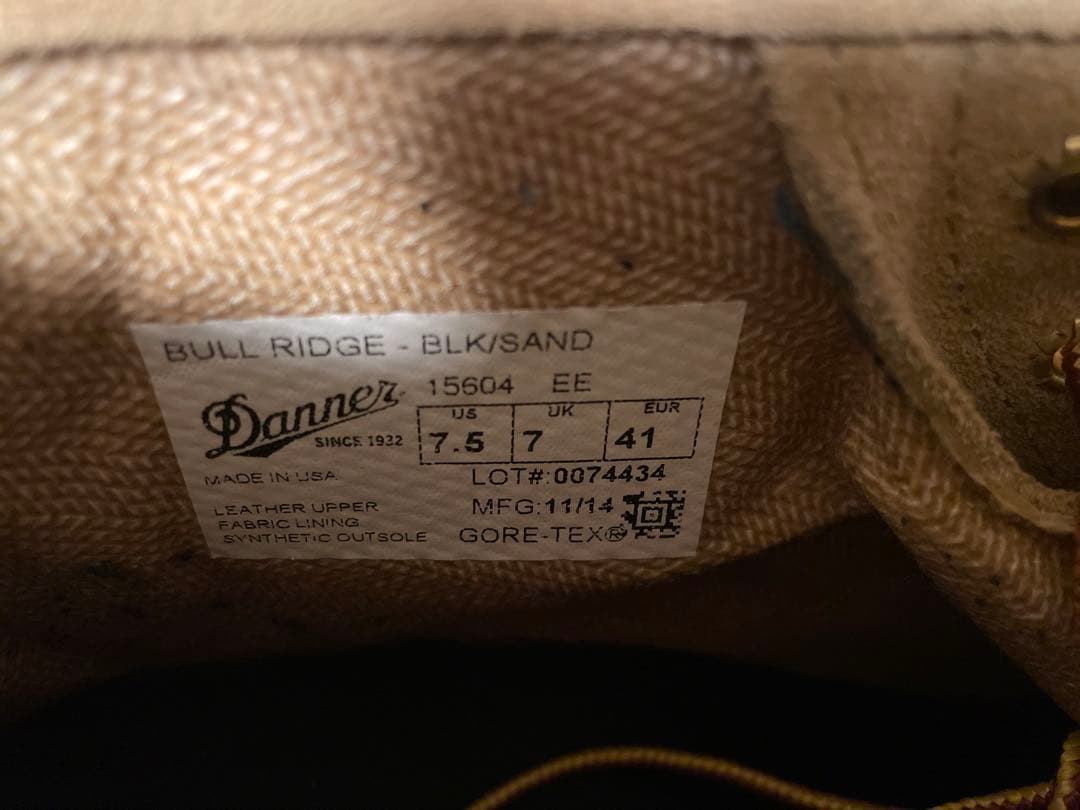 BULL RIDGE - BLK/SAND
Danner
SINCE 1932
15604 EE
US UK EUR
7.5 7 41
MADE IN USA
LOT#:0074434
LEATHER UPPER
FABRIC LINING
SYNTHETIC OUTSOLE
MFG:11/14
GORE-TEX®